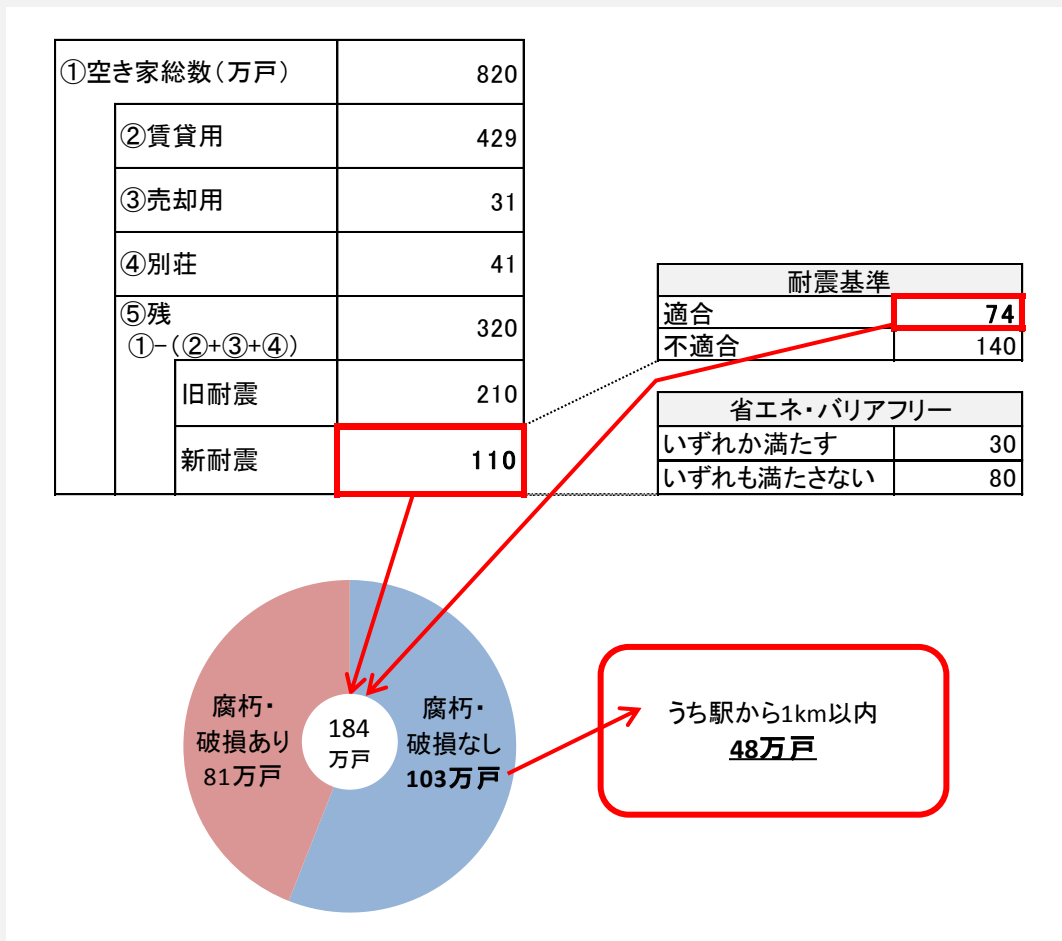 ①空き家総数(万戸) 820
②賃貸用 429
③売却用 31
④別荘 41
⑤残
①-(②+③+④) 320
旧耐震 210
新耐震 110
耐震基準
適合 74
不適合 140
省エネ・バリアフリー
いずれか満たす 30
いずれも満たさない 80
腐朽・
破損あり
81万戸
184
万戸
腐朽・
破損なし
103万戸
うち駅から1km以内
48万戸